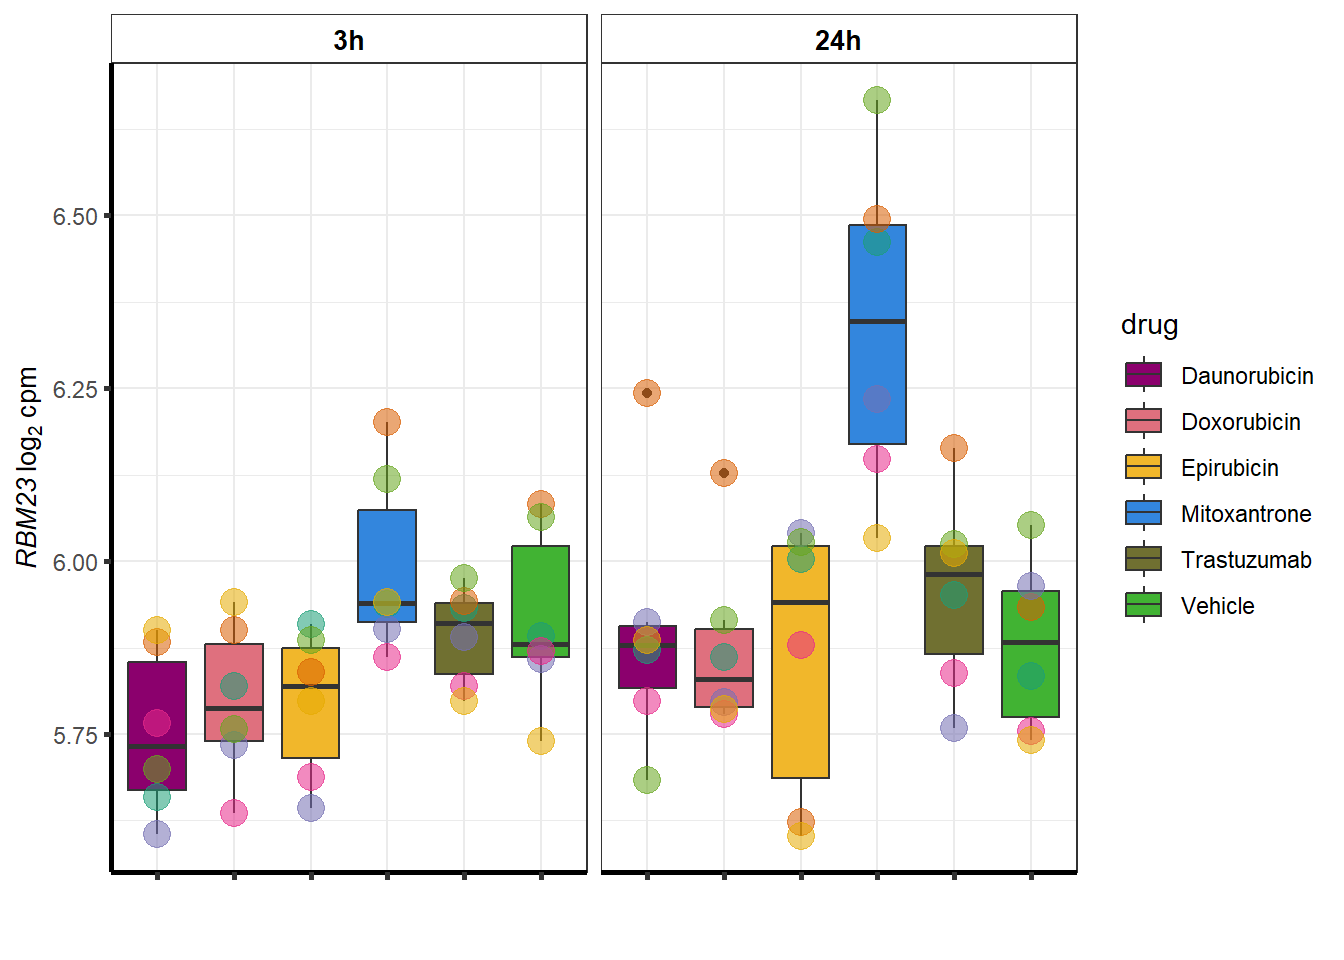 3h
24h
RBM23 log2 cpm
6.50
6.25
6.00
5.75
drug
Daunorubicin
Doxorubicin
Epirubicin
Mitoxantrone
Trastuzumab
Vehicle